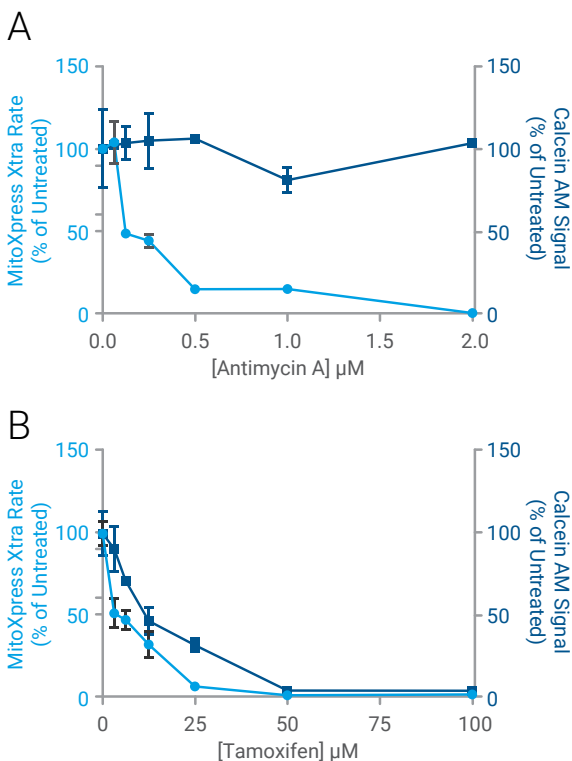 A
MitoXpress Xtra Rate
(% of Untreated)
150
100
50
0
150
100
50
0
Calcein AM Signal
(% of Untreated)
0.0 0.5 1.0 1.5 2.0
[Antimycin A] µM
B
MitoXpress Xtra Rate
(% of Untreated)
150
100
50
0
150
100
50
0
Calcein AM Signal
(% of Untreated)
0 25 50 75 100
[Tamoxifen] µM